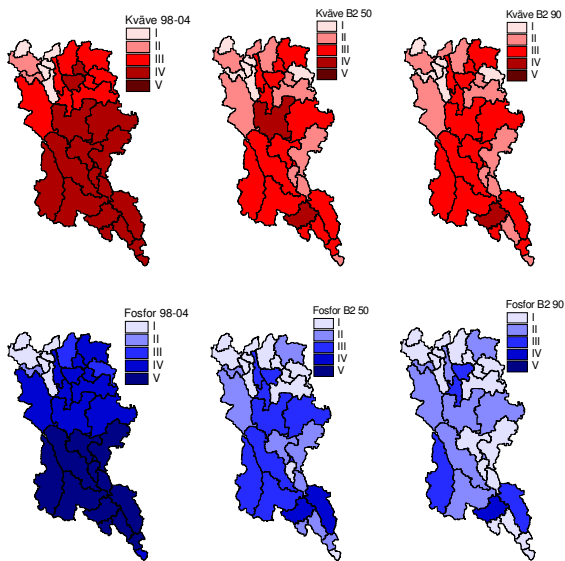 Kväve 98-04
I
II
III
IV
V
Kväve B2 50
I
II
III
IV
V
Kväve B2 90
I
II
III
IV
V
Fosfor 98-04
I
II
III
IV
V
Fosfor B2 50
I
II
III
IV
V
Fosfor B2 90
I
II
III
IV
V